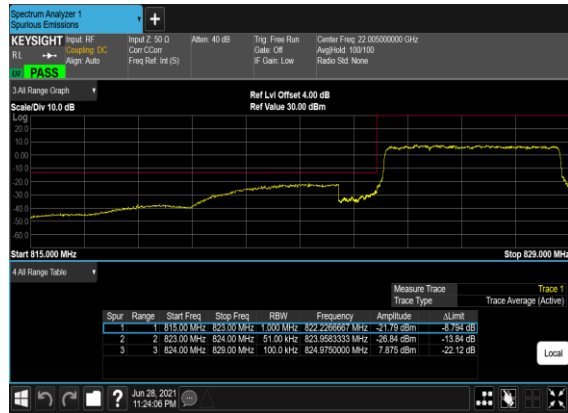 Spectrum Analyzer 1
Spurious Emissions
KEYSIGHT Input: RF Input Z: 50 Ω Atten: 40 dB Trig: Free Run Center Freq: 22.005000000 GHz
RL Coupling: DC Corr CCorr Gate: Off Avg|Hold: 100/100
Align: Auto Freq Ref: Int (S) IF Gain: Low Radio Std: None
PASS
3 All Range Graph
Ref Lvl Offset 4.00 dB
Scale/Div 10.0 dB Ref Value 30.00 dBm
Log
20.0
10.0
0.00
-10.0
-20.0
-30.0
-40.0
-50.0
-60.0
Start 815.000 MHz Stop 829.000 MHz
4 All Range Table
Measure Trace Trace 1
Trace Type Trace Average (Active)
Spur Range Start Freq Stop Freq RBW Frequency Amplitude ΔLimit
1 1 815.00 MHz 823.00 MHz 1.000 MHz 822.2266667 MHz -21.79 dBm -8.794 dB
2 2 823.00 MHz 824.00 MHz 51.00 kHz 823.9583333 MHz -26.84 dBm -13.84 dB
3 3 824.00 MHz 829.00 MHz 100.0 kHz 824.9750000 MHz 7.875 dBm -22.12 dB
Local
? Jun 28, 2021
11:24:06 PM